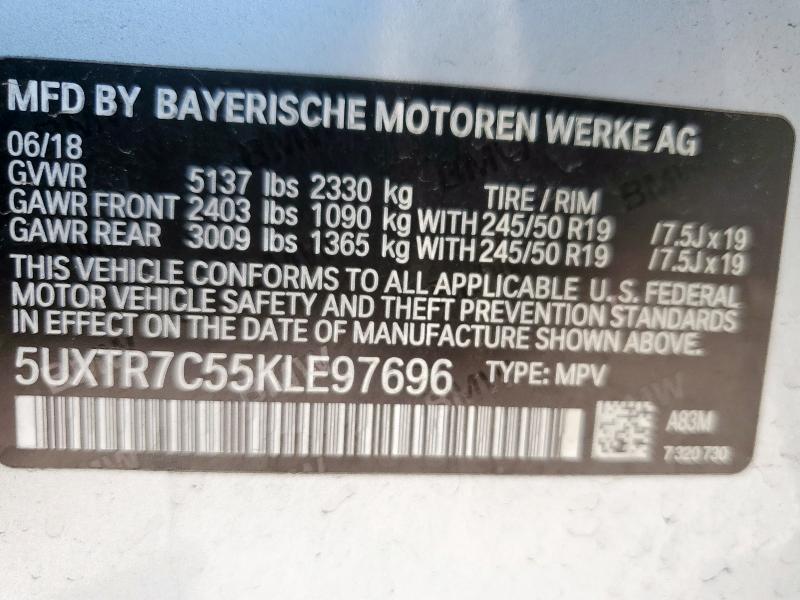 MFD BY BAYERISCHE MOTOREN WERKE AG
06/18
GVWR 5137 lbs 2330 kg TIRE / RIM
GAWR FRONT 2403 lbs 1090 kg WITH 245/50 R19 /7.5J x 19
GAWR REAR 3009 lbs 1365 kg WITH 245/50 R19 /7.5J x 19
THIS VEHICLE CONFORMS TO ALL APPLICABLE U. S. FEDERAL
MOTOR VEHICLE SAFETY AND THEFT PREVENTION STANDARDS
IN EFFECT ON THE DATE OF MANUFACTURE SHOWN ABOVE.
5UXTR7C55KLE97696 TYPE: MPV
A83M
7 320 730